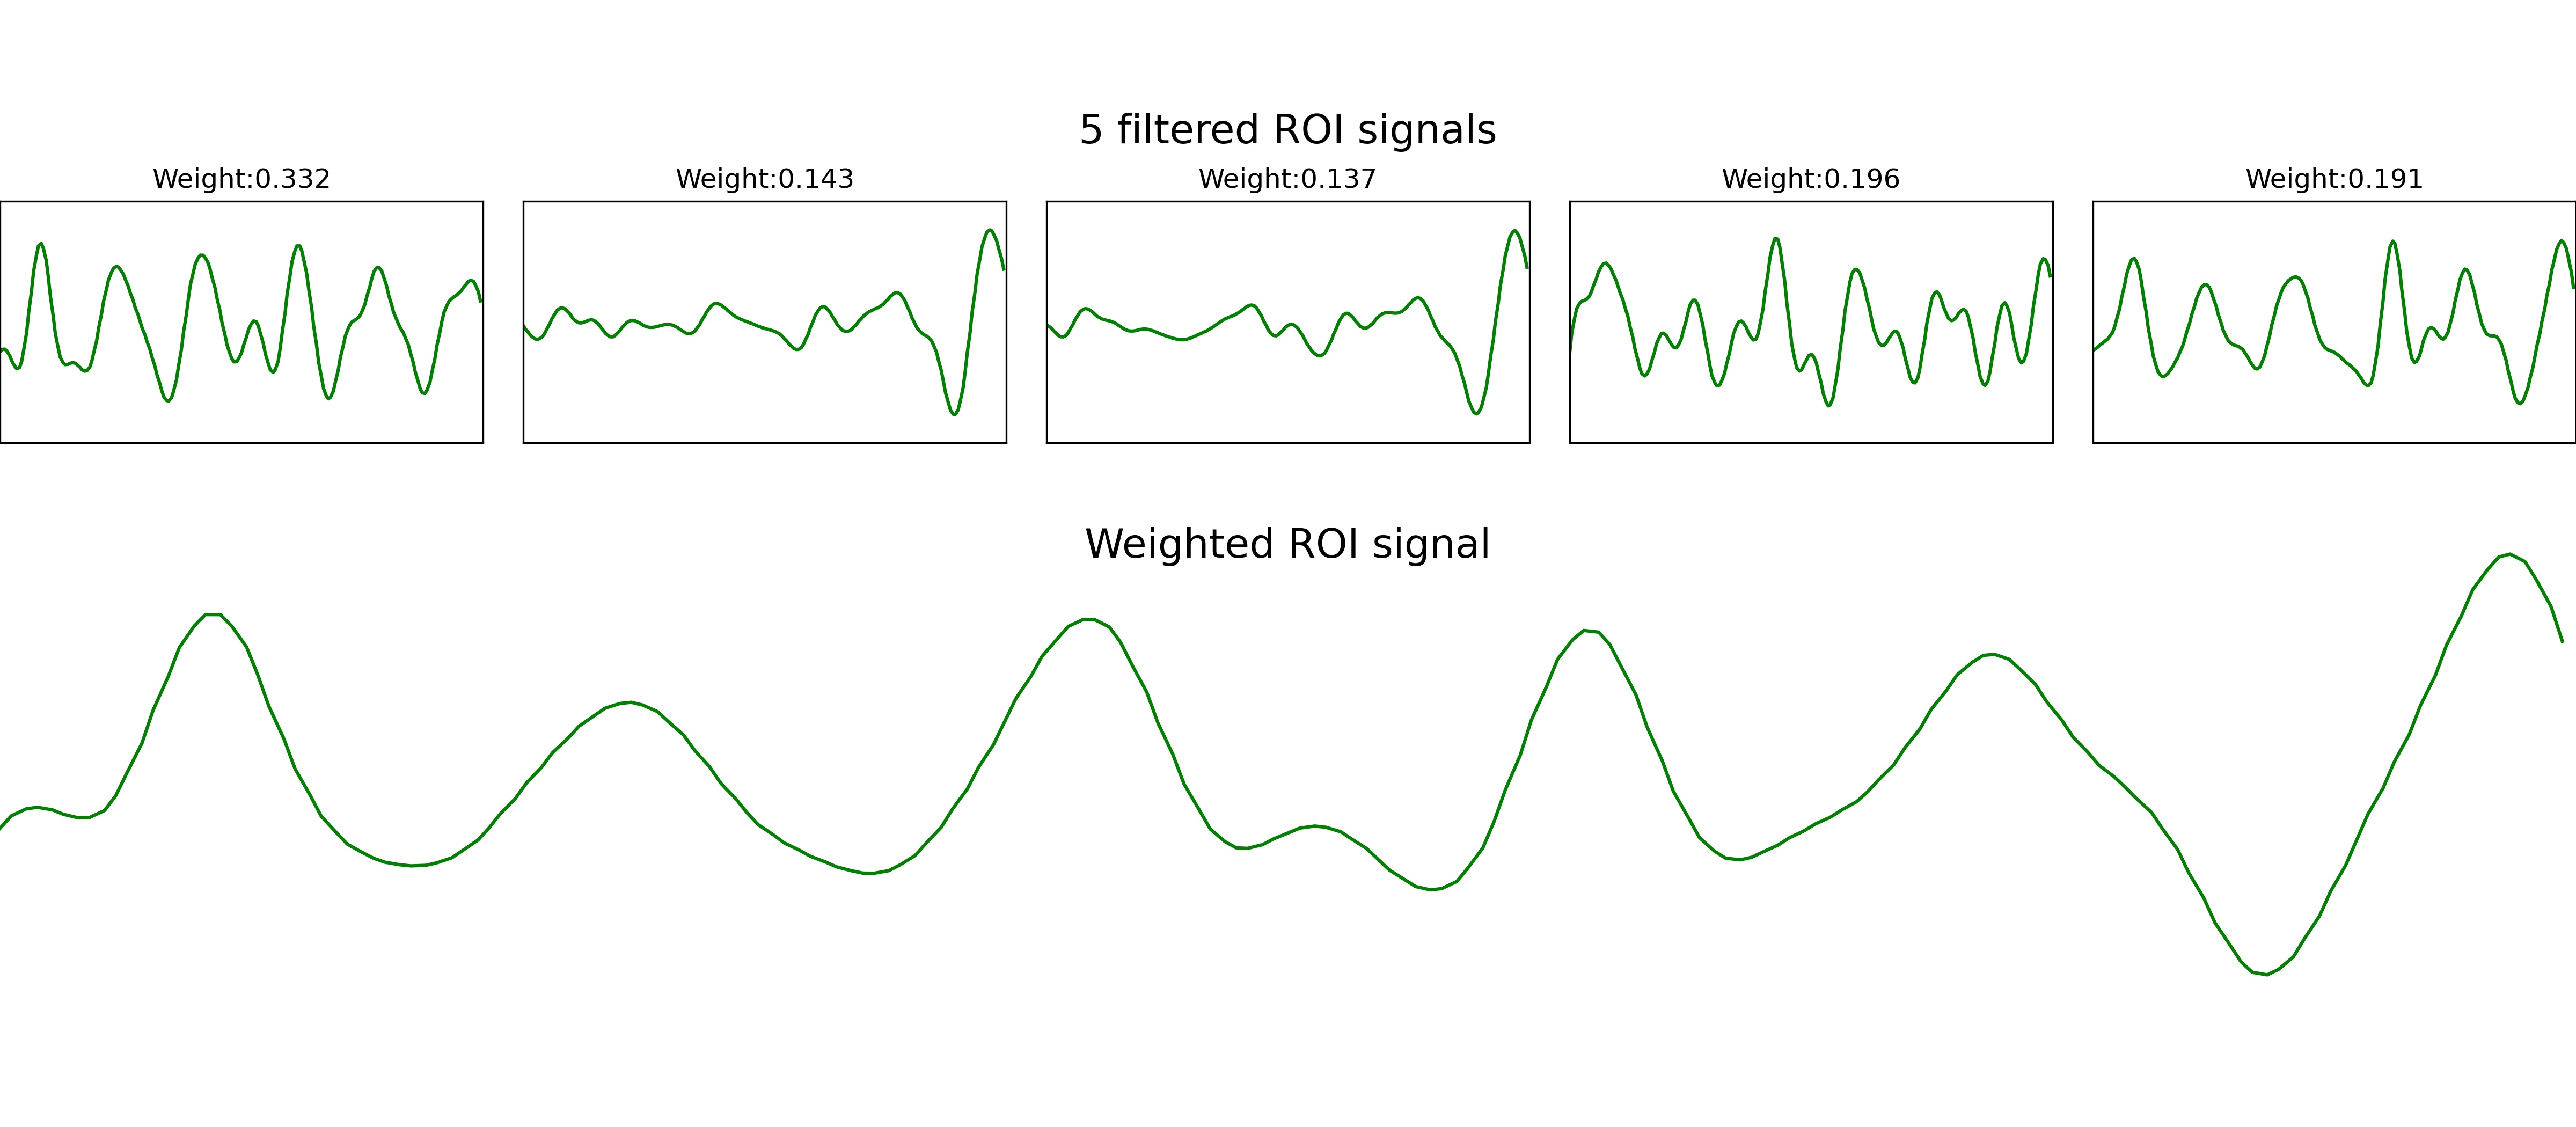 5 filtered ROI signals
Weight:0.332
Weight:0.143
Weight:0.137
Weight:0.196
Weight:0.191
Weighted ROI signal